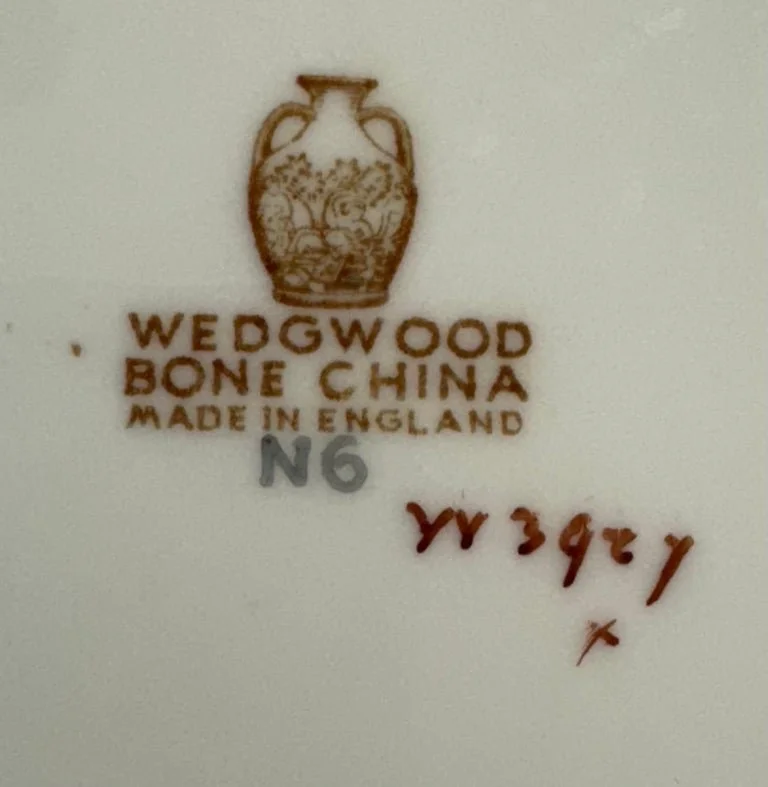 WEDGWOOD
BONE CHINA
MADE IN ENGLAND
N6
W3927
x